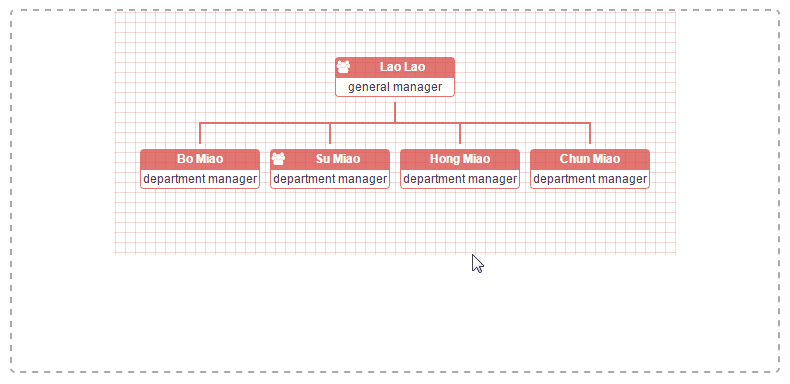 Lao Lao
general manager
Bo Miao
department manager
Su Miao
department manager
Hong Miao
department manager
Chun Miao
department manager